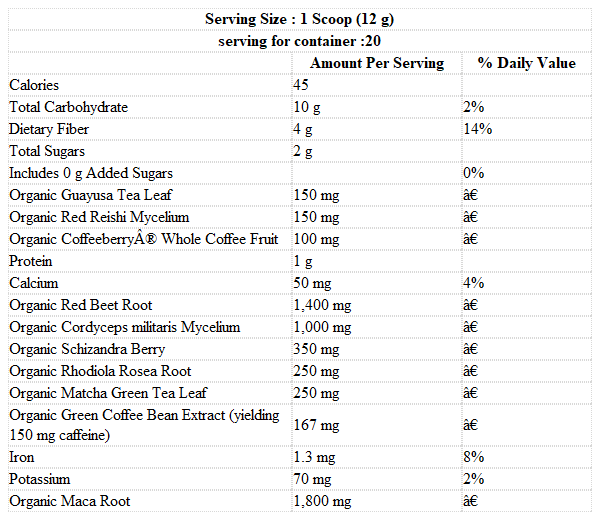 Serving Size : 1 Scoop (12 g)
serving for container :20
Amount Per Serving % Daily Value
Calories 45
Total Carbohydrate 10 g 2%
Dietary Fiber 4 g 14%
Total Sugars 2 g
Includes 0 g Added Sugars 0%
Organic Guayusa Tea Leaf 150 mg â€
Organic Red Reishi Mycelium 150 mg â€
Organic CoffeeberryÂ® Whole Coffee Fruit 100 mg â€
Protein 1 g
Calcium 50 mg 4%
Organic Red Beet Root 1,400 mg â€
Organic Cordyceps militaris Mycelium 1,000 mg â€
Organic Schizandra Berry 350 mg â€
Organic Rhodiola Rosea Root 250 mg â€
Organic Matcha Green Tea Leaf 250 mg â€
Organic Green Coffee Bean Extract (yielding
150 mg caffeine) 167 mg â€
Iron 1.3 mg 8%
Potassium 70 mg 2%
Organic Maca Root 1,800 mg â€